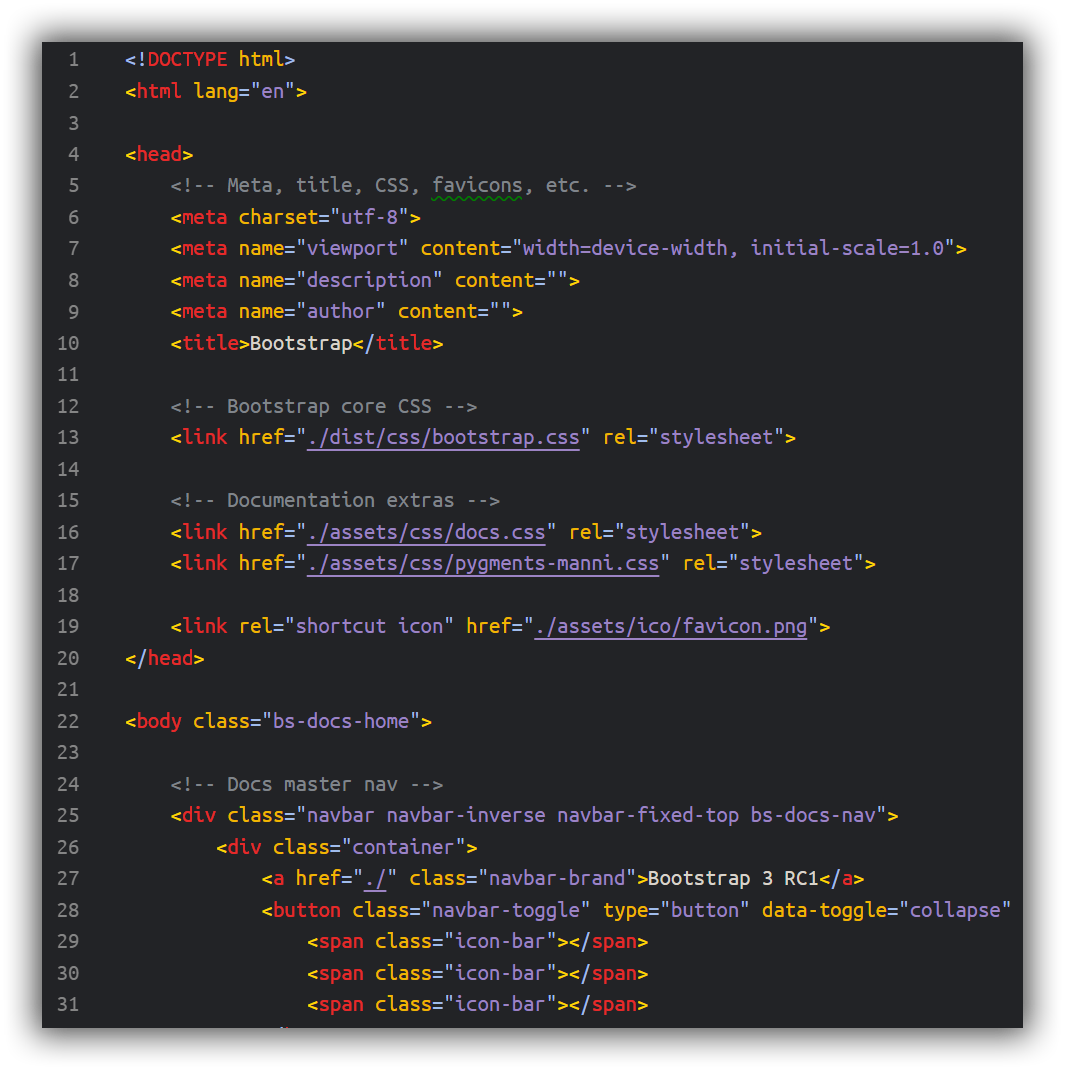 1 <!DOCTYPE html>
2 <html lang="en">
3
4 <head>
5     <!-- Meta, title, CSS, favicons, etc. -->
6     <meta charset="utf-8">
7     <meta name="viewport" content="width=device-width, initial-scale=1.0">
8     <meta name="description" content="">
9     <meta name="author" content="">
10     <title>Bootstrap</title>
11
12     <!-- Bootstrap core CSS -->
13     <link href="./dist/css/bootstrap.css" rel="stylesheet">
14
15     <!-- Documentation extras -->
16     <link href="./assets/css/docs.css" rel="stylesheet">
17     <link href="./assets/css/pygments-manni.css" rel="stylesheet">
18
19     <link rel="shortcut icon" href="./assets/ico/favicon.png">
20 </head>
21
22 <body class="bs-docs-home">
23
24     <!-- Docs master nav -->
25     <div class="navbar navbar-inverse navbar-fixed-top bs-docs-nav">
26         <div class="container">
27             <a href="./" class="navbar-brand">Bootstrap 3 RC1</a>
28             <button class="navbar-toggle" type="button" data-toggle="collapse"
29                 <span class="icon-bar"></span>
30                 <span class="icon-bar"></span>
31                 <span class="icon-bar"></span>